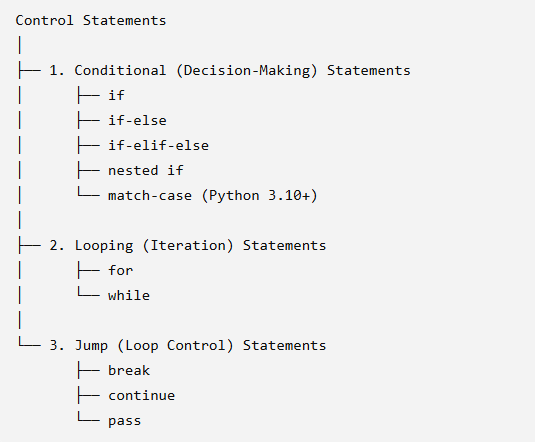 Control Statements
│
├── 1. Conditional (Decision-Making) Statements
│      ├── if
│      ├── if-else
│      ├── if-elif-else
│      ├── nested if
│      └── match-case (Python 3.10+)
│
├── 2. Looping (Iteration) Statements
│      ├── for
│      └── while
│
└── 3. Jump (Loop Control) Statements
       ├── break
       ├── continue
       └── pass